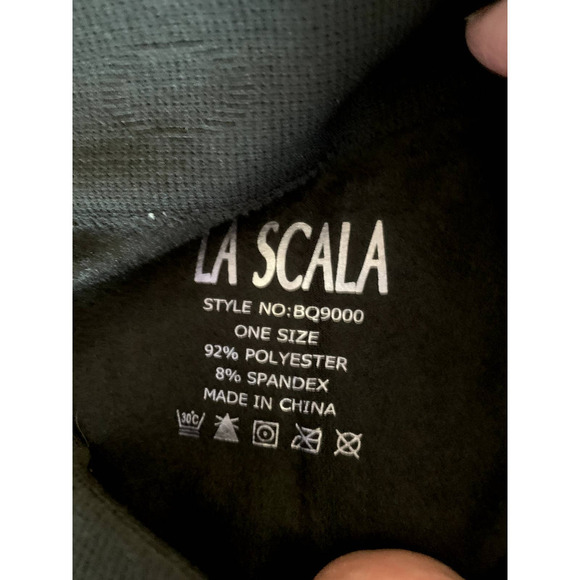 LA SCALA
STYLE NO:BQ9000
ONE SIZE
92% POLYESTER
8% SPANDEX
MADE IN CHINA
30°C